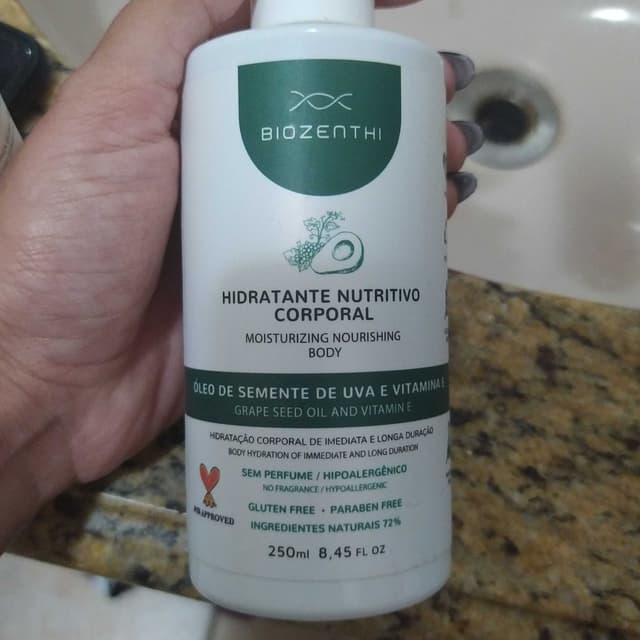 BIOZENTHI
HIDRATANTE NUTRITIVO
CORPORAL
MOISTURIZING NOURISHING
BODY
ÓLEO DE SEMENTE DE UVA E VITAMINA E
GRAPE SEED OIL AND VITAMIN E
HIDRATAÇÃO CORPORAL DE IMEDIATA E LONGA DURAÇÃO
BODY HYDRATION OF IMMEDIATE AND LONG DURATION
SEM PERFUME / HIPOALERGÊNICO
NO FRAGRANCE / HYPOALLERGENIC
APPROVED
GLUTEN FREE • PARABEN FREE
INGREDIENTES NATURAIS 72%
250ml 8,45 FL OZ